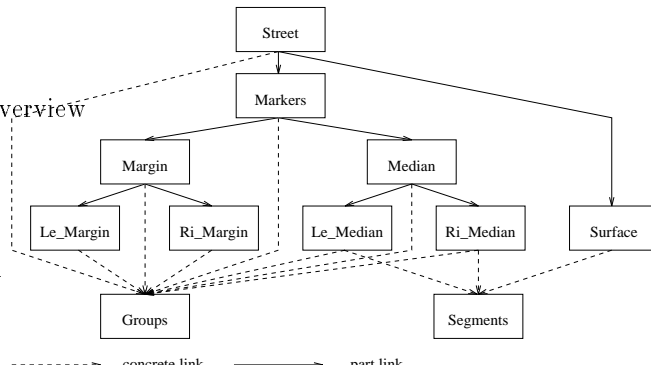 Street
verview
Markers
Margin Median
Le_Margin Ri_Margin Le_Median Ri_Median Surface
Groups Segments
concrete link part link